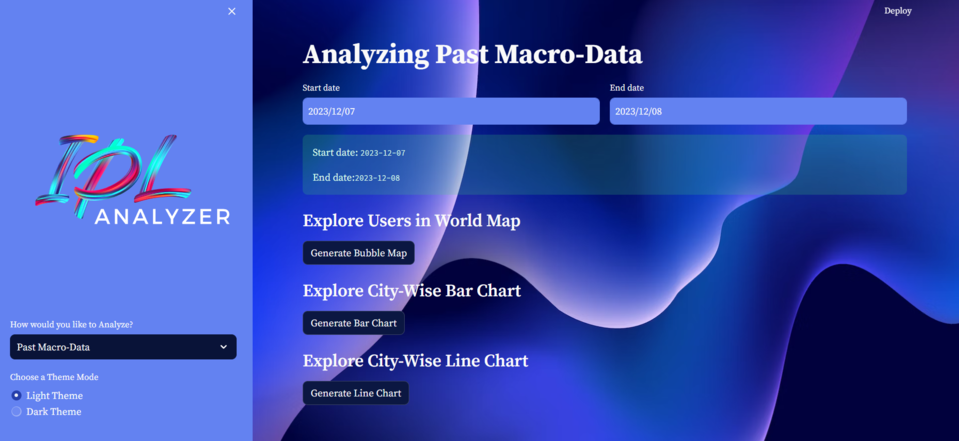 IPL
ANALYZER
How would you like to Analyze?
Past Macro-Data
Choose a Theme Mode
Light Theme
Dark Theme
Deploy
Analyzing Past Macro-Data
Start date
End date
2023/12/07
2023/12/08
Start date: 2023-12-07
End date:2023-12-08
Explore Users in World Map
Generate Bubble Map
Explore City-Wise Bar Chart
Generate Bar Chart
Explore City-Wise Line Chart
Generate Line Chart